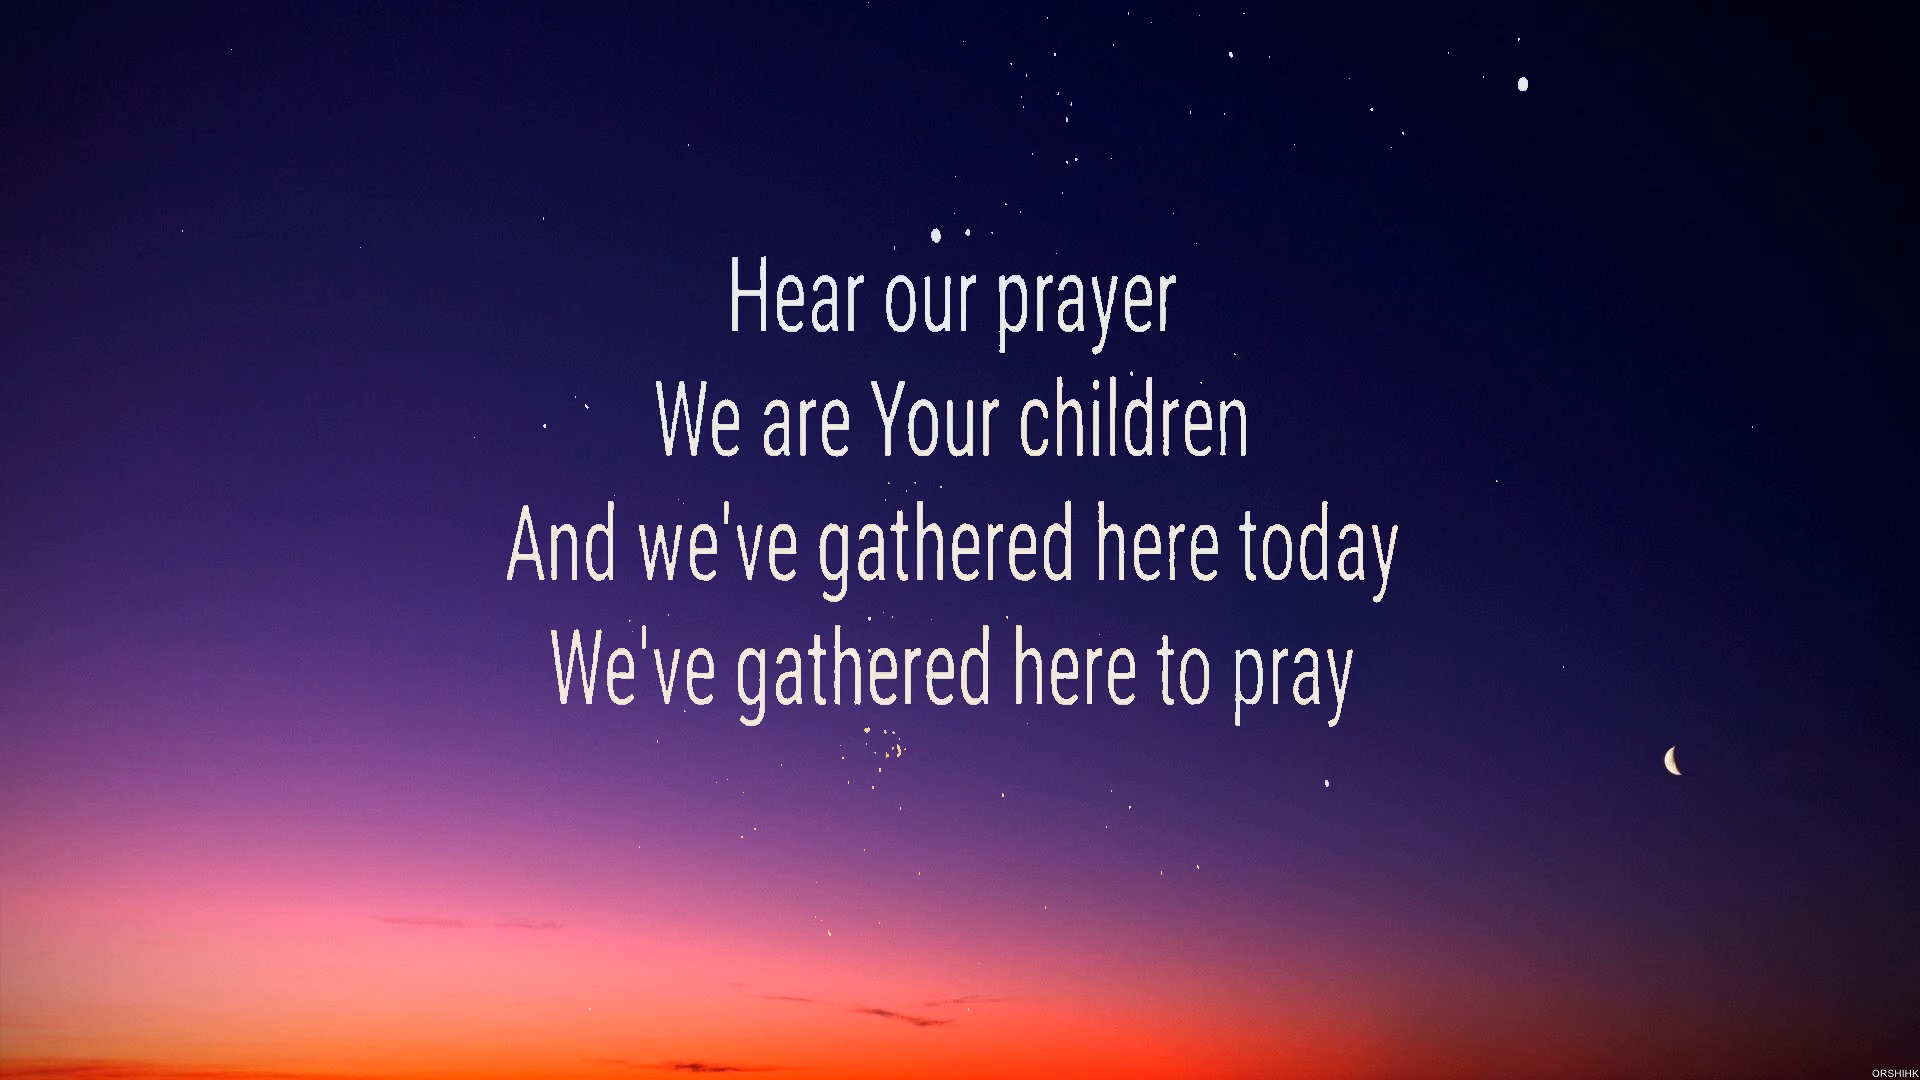 Hear our prayer
We are Your children
And we've gathered here today
We've gathered here to pray
ORSHIHK